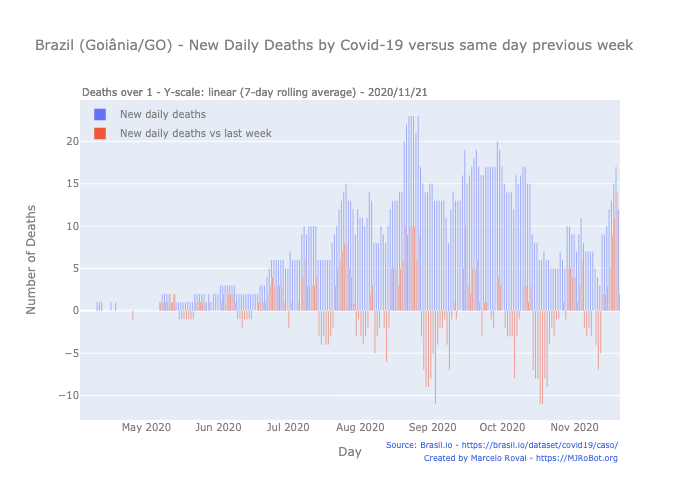 Brazil (Goiânia/GO) - New Daily Deaths by Covid-19 versus same day previous week
Deaths over 1 - Y-scale: linear (7-day rolling average) - 2020/11/21
New daily deaths
New daily deaths vs last week
20
15
10
5
0
−5
−10
Number of Deaths
May 2020
Jun 2020
Jul 2020
Aug 2020
Sep 2020
Oct 2020
Nov 2020
Day
Source: Brasil.io - https://brasil.io/dataset/covid19/caso/
Created by Marcelo Rovai - https://MJRoBot.org